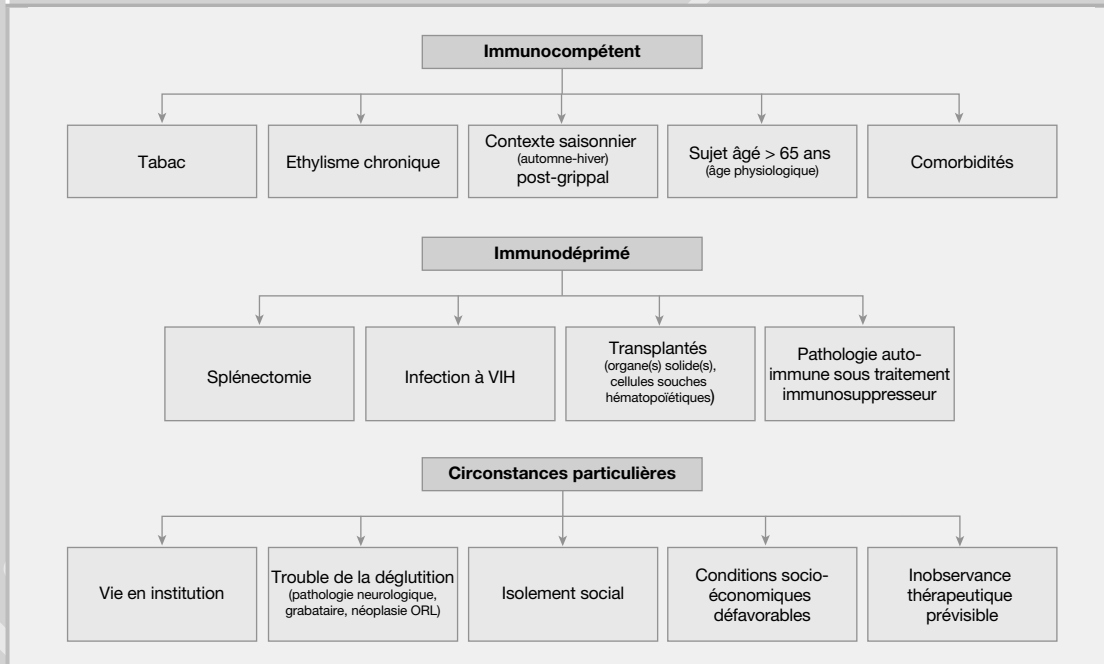 Immunocompétent
Tabac
Ethylisme chronique
Contexte saisonnier
(automne-hiver)
post-grippal
Sujet âgé > 65 ans
(âge physiologique)
Comorbidités
Immunodéprimé
Splénectomie
Infection à VIH
Transplantés
(organe(s) solide(s),
cellules souches
hématopoïétiques)
Pathologie auto-
immune sous traitement
immunosuppresseur
Circonstances particulières
Vie en institution
Trouble de la déglutition
(pathologie neurologique,
grabataire, néoplasie ORL)
Isolement social
Conditions socio-
économiques
défavorables
Inobservance
thérapeutique
prévisible